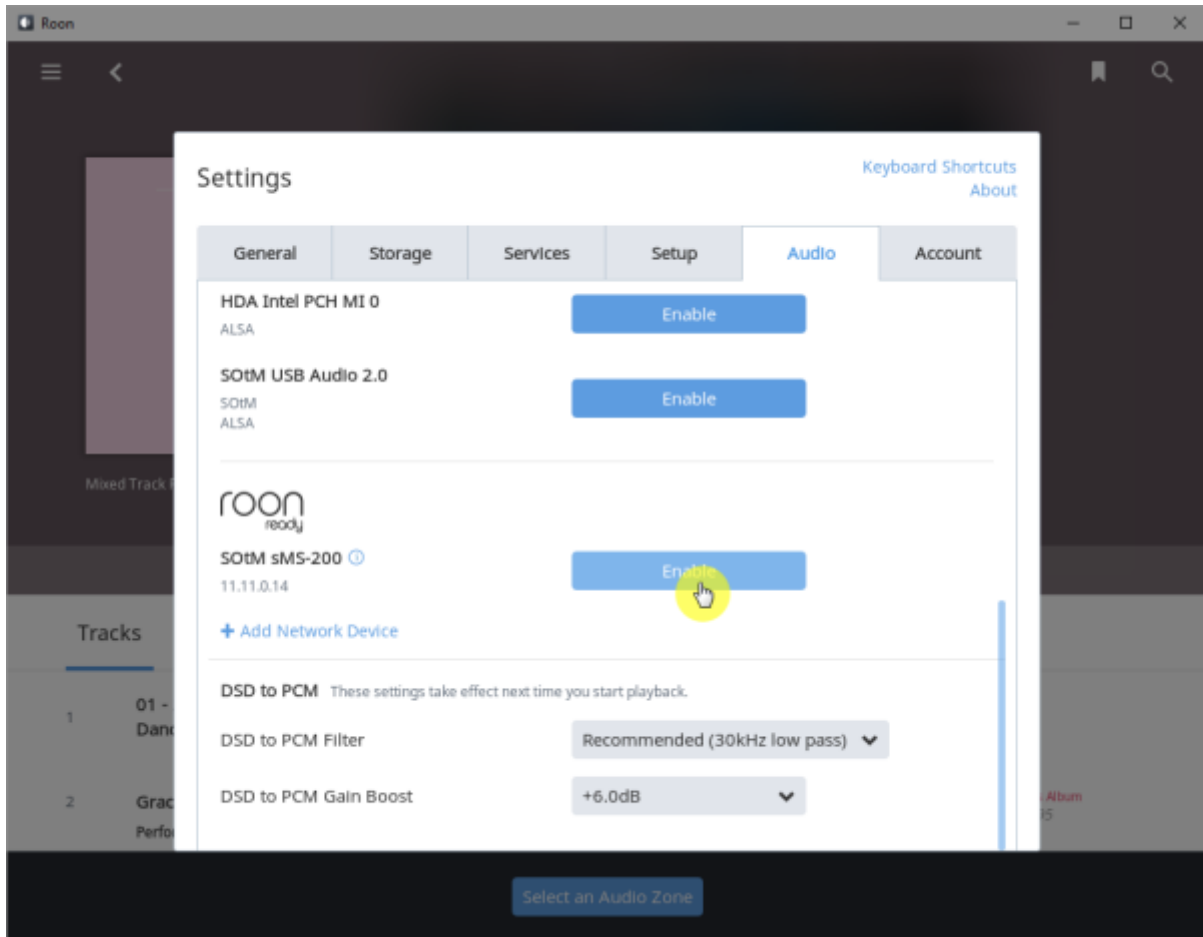 Roon
Settings
Keyboard Shortcuts
About
General Storage Services Setup Audio Account
HDA Intel PCH MI 0
Enable
ALSA
SOtM USB Audio 2.0
Enable
SOtM
ALSA
Mixed Track
roon
ready
SOtM sMS-200
Enable
11.11.0.14
+ Add Network Device
Tracks
DSD to PCM These settings take effect next time you start playback.
1
01 -
DSD to PCM Filter
Recommended (30kHz low pass)
DSD to PCM Gain Boost
+6.0dB
2
Album
Select an Audio Zone